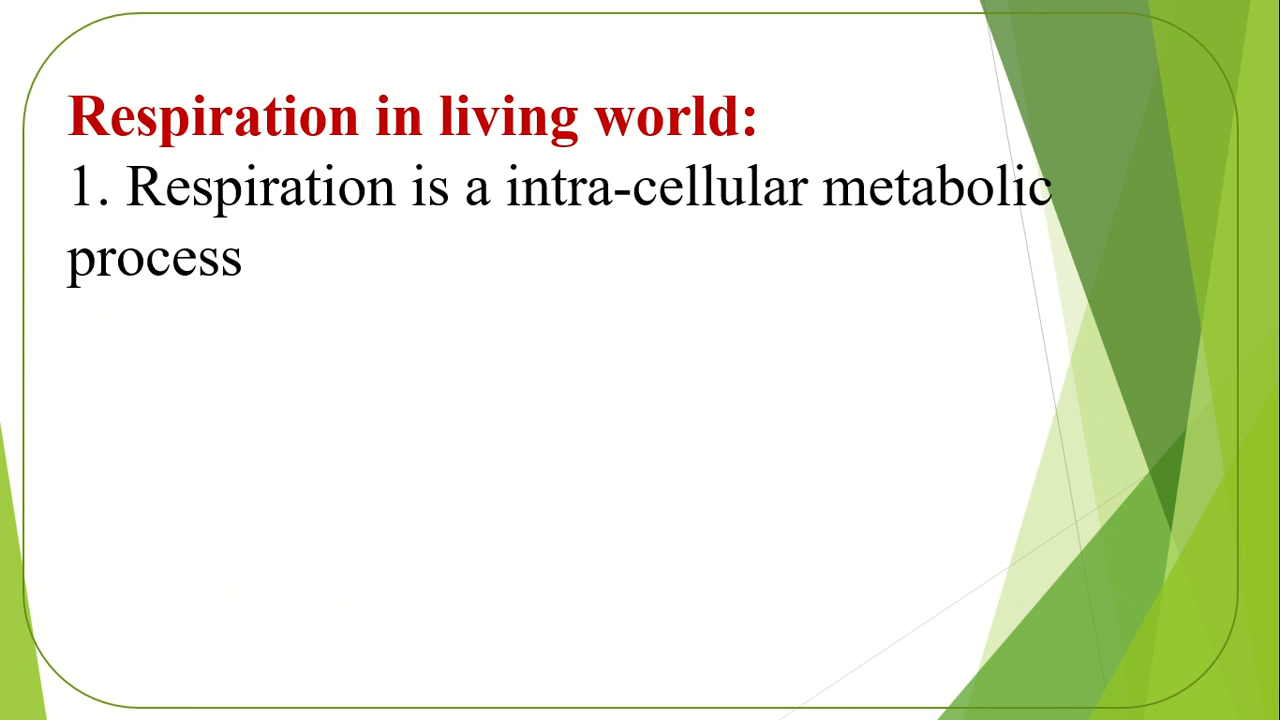 Respiration in living world:
1. Respiration is a intra-cellular metabolic
process